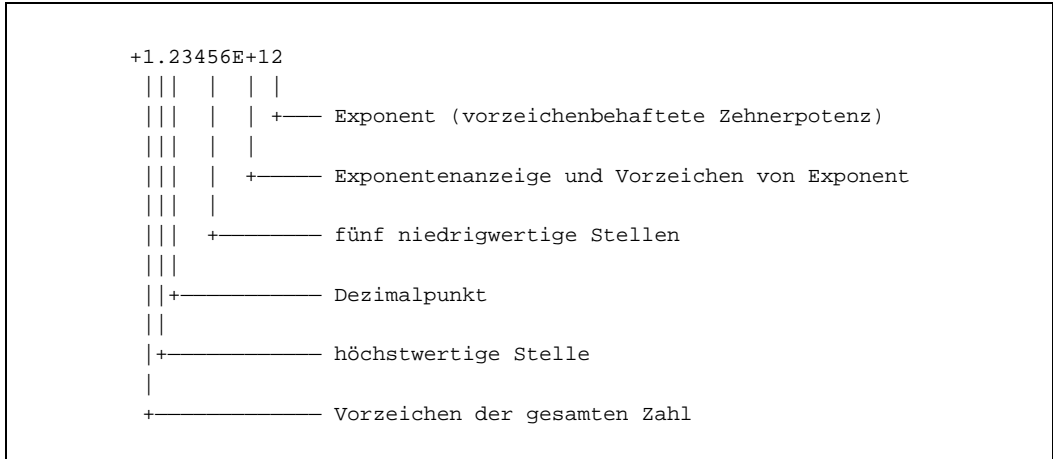 +1.23456E+12
||| | | |
||| | | +—— Exponent (vorzeichenbehaftete Zehnerpotenz)
||| | |
||| | +———— Exponentenanzeige und Vorzeichen von Exponent
||| |
||| +———————— fünf niedrigwertige Stellen
|||
||+——————————— Dezimalpunkt
||
|+———————————— höchstwertige Stelle
|
+————————————— Vorzeichen der gesamten Zahl